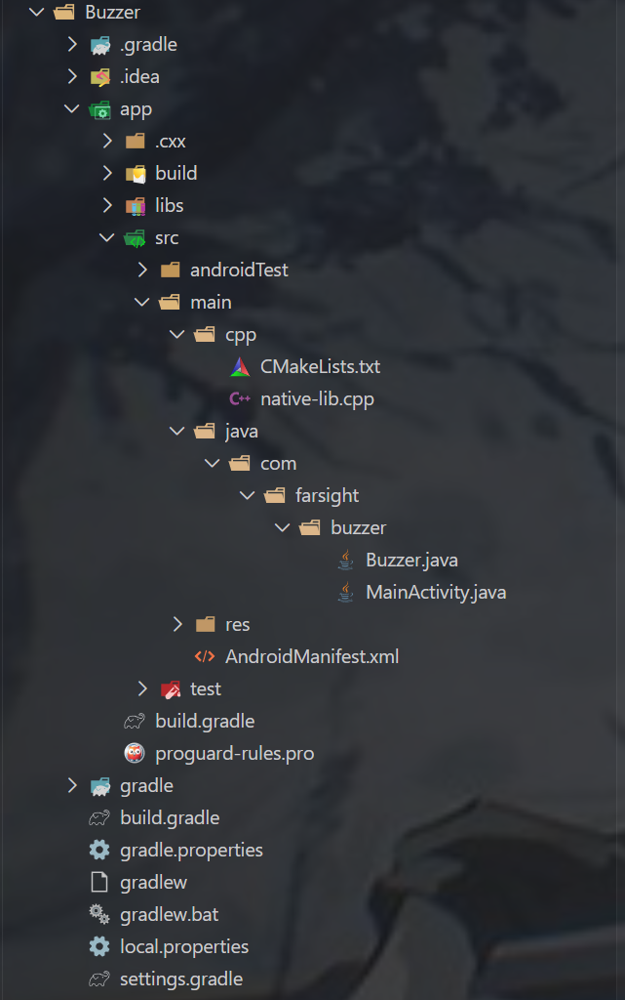 Buzzer
.gradle
.idea
app
.cxx
build
libs
src
androidTest
main
cpp
CMakeLists.txt
C++ native-lib.cpp
java
com
farsight
buzzer
Buzzer.java
MainActivity.java
res
AndroidManifest.xml
test
build.gradle
proguard-rules.pro
gradle
build.gradle
gradle.properties
gradlew
gradlew.bat
local.properties
settings.gradle